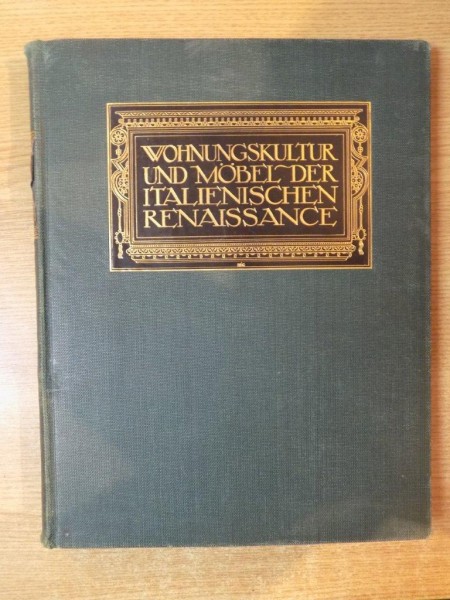 WOHNUNGSKULTUR
UND MÖBEL DER
ITALIENISCHEN
RENAISSANCE